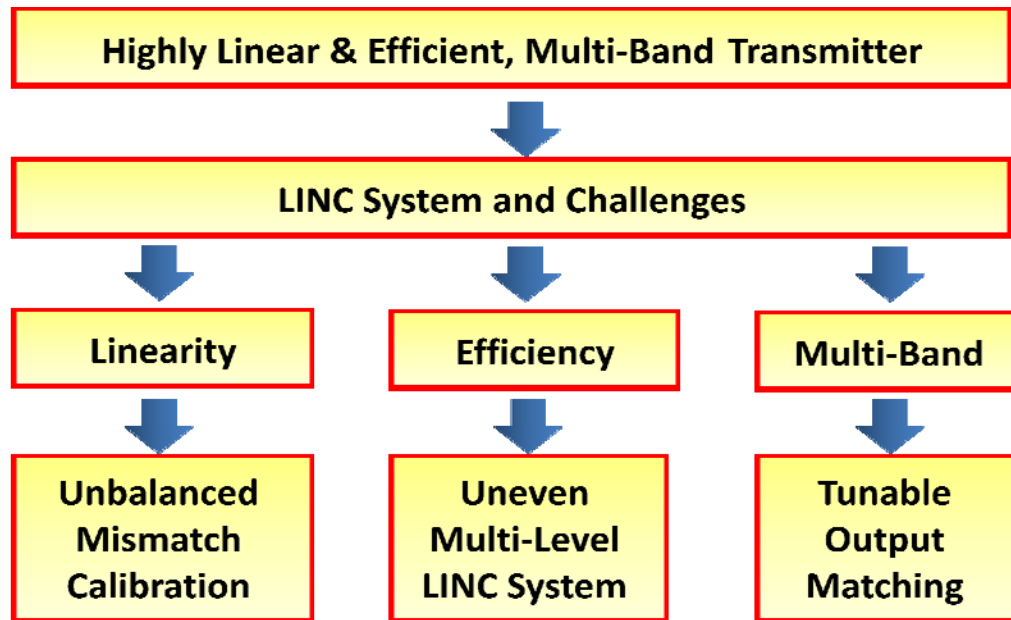 Highly Linear & Efficient, Multi-Band Transmitter
LINC System and Challenges
Linearity
Efficiency
Multi-Band
Unbalanced
Mismatch
Calibration
Uneven
Multi-Level
LINC System
Tunable
Output
Matching